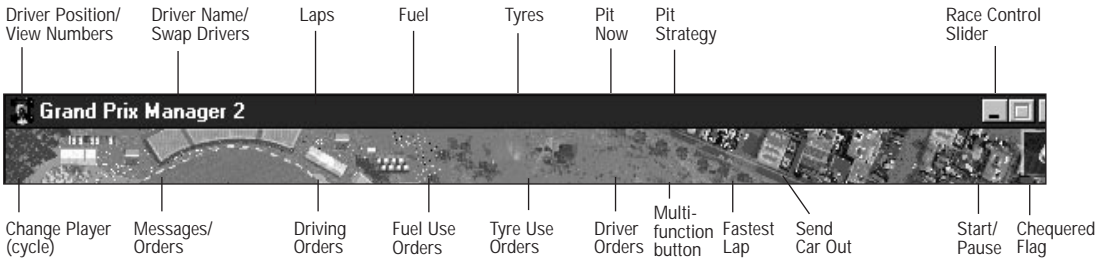 Driver Position/
View Numbers
Driver Name/
Swap Drivers
Laps
Fuel
Tyres
Pit
Now
Pit
Strategy
Race Control
Slider
Grand Prix Manager 2
Change Player
(cycle)
Messages/
Orders
Driving
Orders
Fuel Use
Orders
Tyre Use
Orders
Driver
Orders
Multi-
function
button
Fastest
Lap
Send
Car Out
Start/
Pause
Chequered
Flag